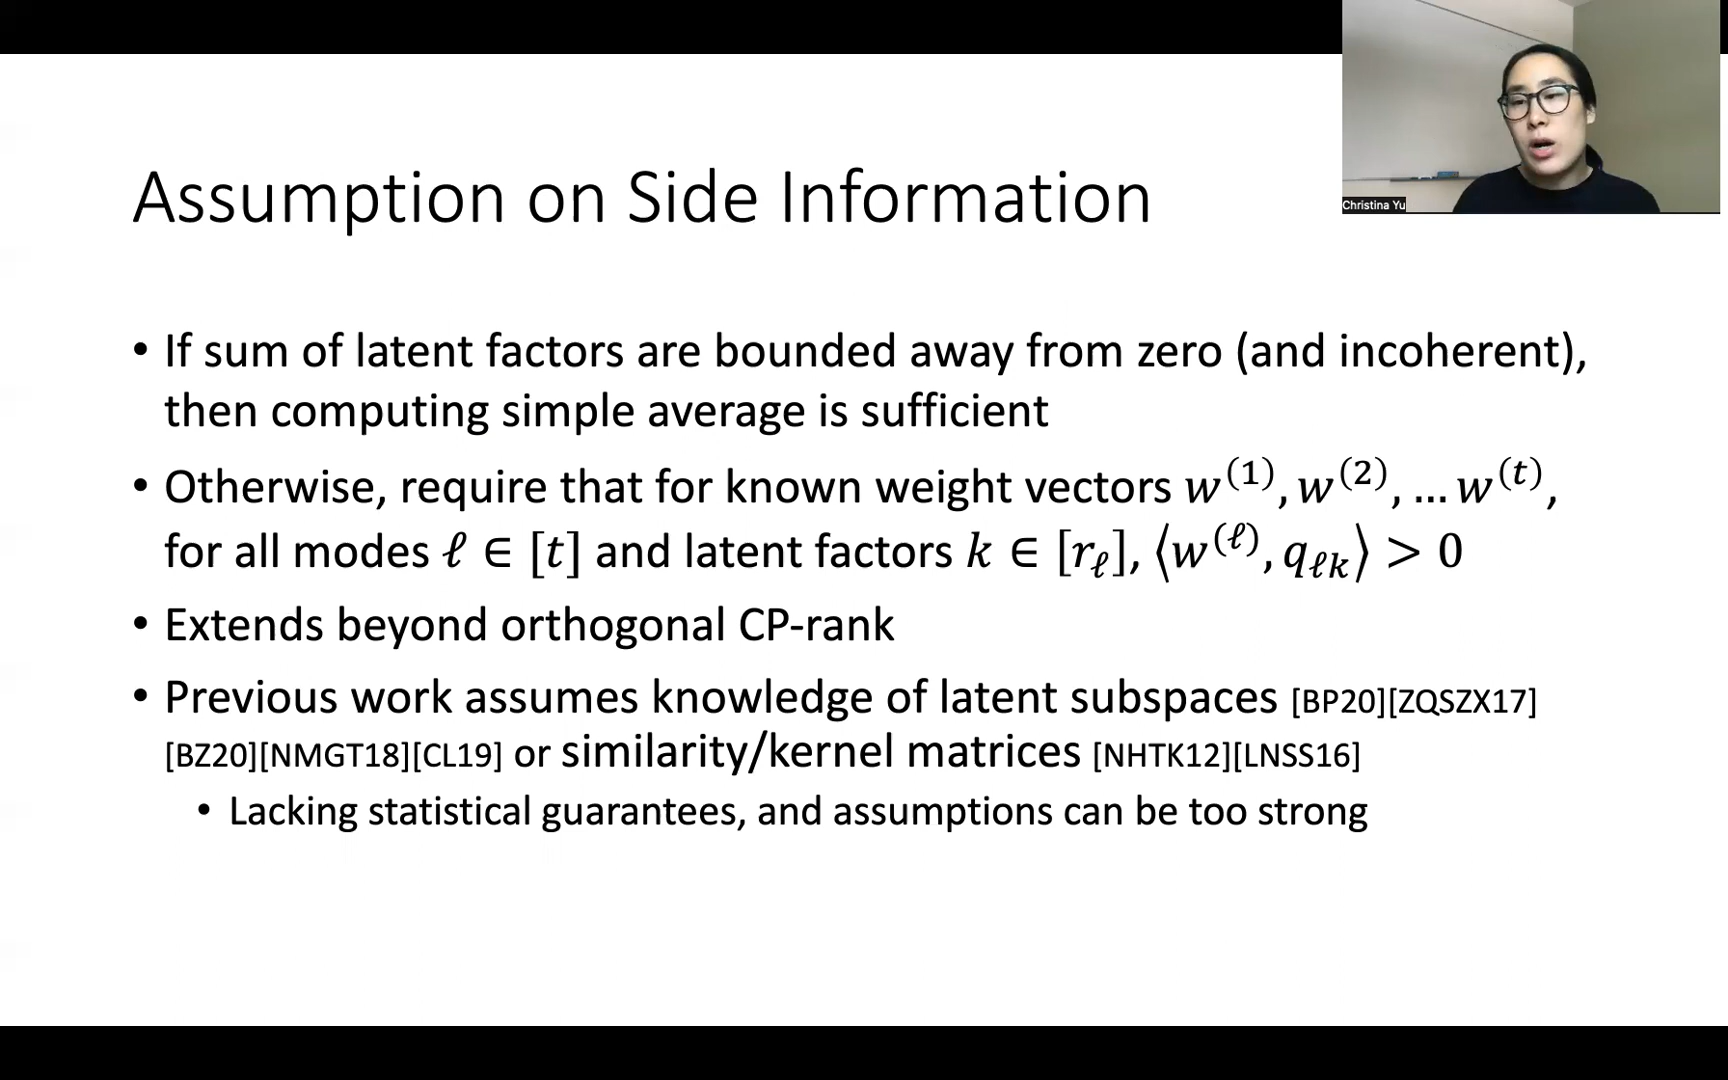 Christina Yu
Assumption on Side Information
• If sum of latent factors are bounded away from zero (and incoherent),
then computing simple average is sufficient
• Otherwise, require that for known weight vectors w^(1), w^(2), … w^(t),
for all modes ℓ ∈ [t] and latent factors k ∈ [r_ℓ], ⟨w^(ℓ), q_ℓk⟩ > 0
• Extends beyond orthogonal CP-rank
• Previous work assumes knowledge of latent subspaces [BP20][ZQSZX17]
[BZ20][NMGT18][CL19] or similarity/kernel matrices [NHTK12][LNSS16]
• Lacking statistical guarantees, and assumptions can be too strong